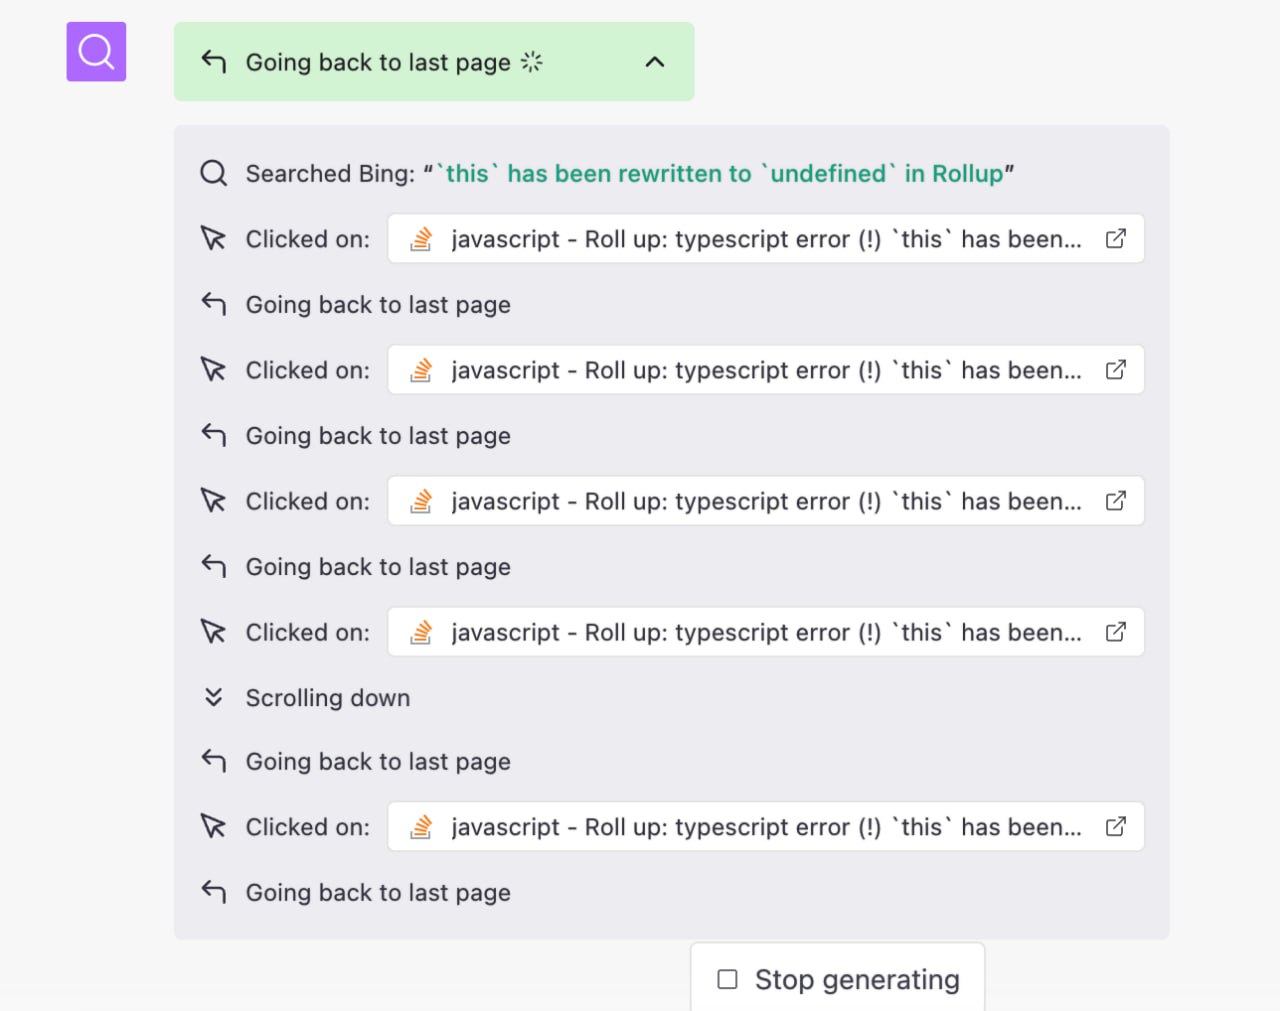 Going back to last page
Searched Bing: “`this` has been rewritten to `undefined` in Rollup”
Clicked on: javascript - Roll up: typescript error (!) `this` has been...
Going back to last page
Clicked on: javascript - Roll up: typescript error (!) `this` has been...
Going back to last page
Clicked on: javascript - Roll up: typescript error (!) `this` has been...
Going back to last page
Clicked on: javascript - Roll up: typescript error (!) `this` has been...
Scrolling down
Going back to last page
Clicked on: javascript - Roll up: typescript error (!) `this` has been...
Going back to last page
Stop generating